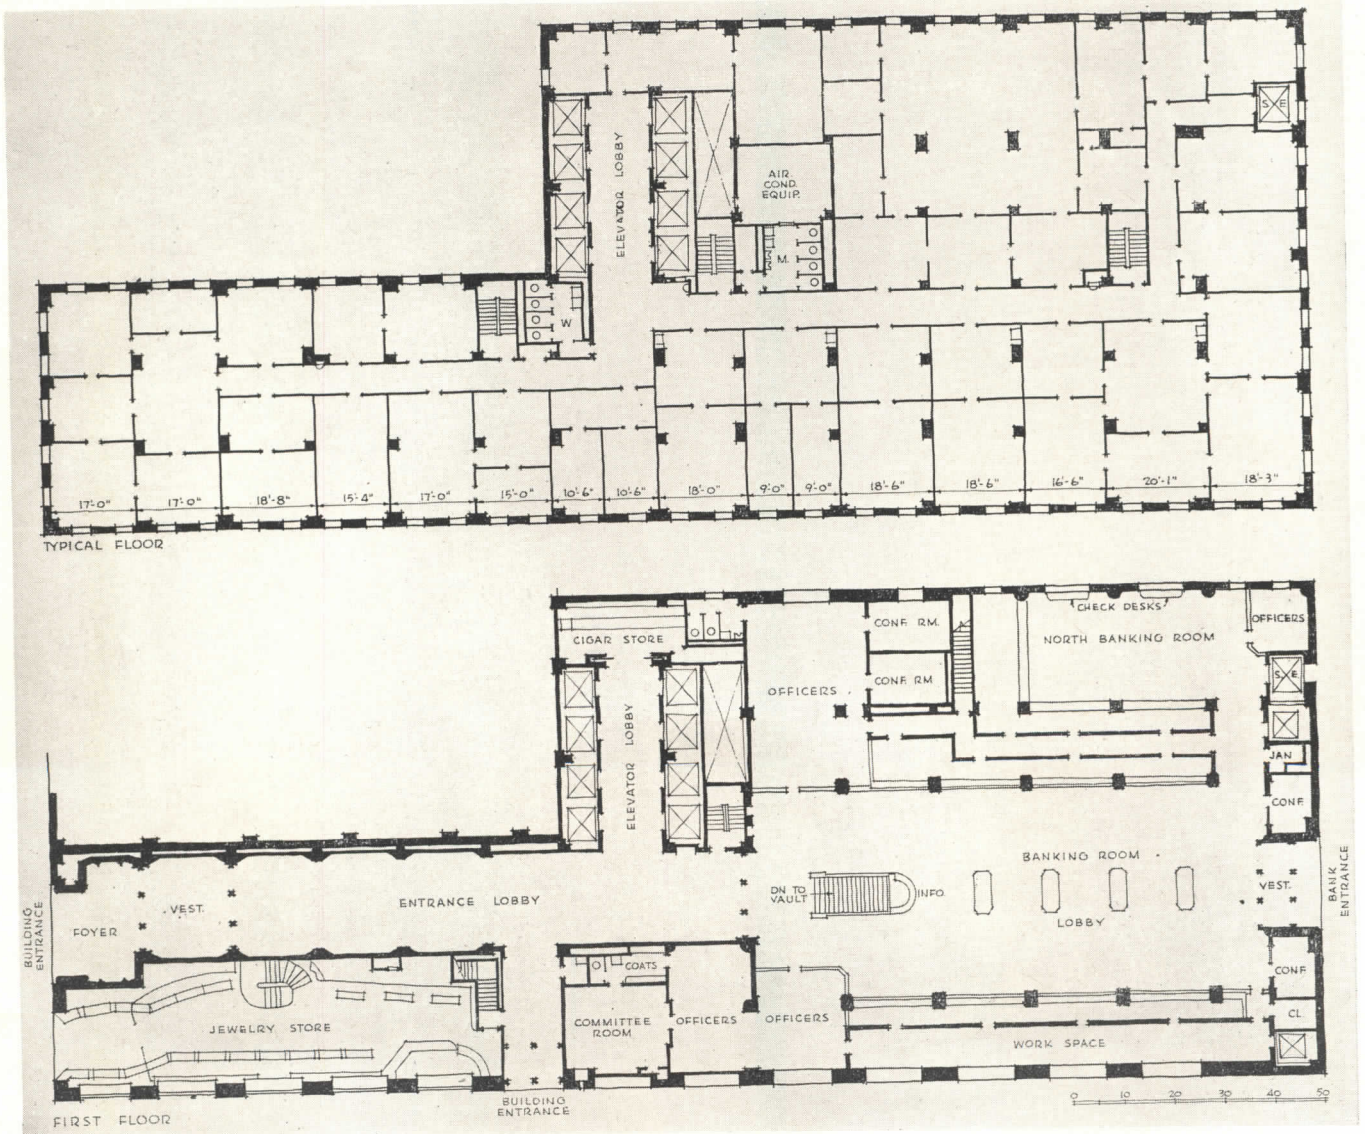 S.E
ELEVATOR LOBBY
AIR
COND.
EQUIP.
M.
W
17'-0"
17'-0"
18'-8"
15'-4"
17'-0"
15'-0"
10'-6"
10'-6"
18'-0"
9'-0"
9'-0"
18'-6"
18'-6"
16'-6"
20'-1"
18'-3"
TYPICAL FLOOR
CIGAR STORE
CONF. RM.
CHECK DESKS
OFFICERS
NORTH BANKING ROOM
CONF. RM
S.E.
OFFICERS
ELEVATOR LOBBY
JAN
CONF.
BANKING ROOM
BANK
ENTRANCE
DN TO
VAULT
INFO.
VEST.
VEST.
ENTRANCE LOBBY
LOBBY
BUILDING
ENTRANCE
FOYER
COATS
CONF.
JEWELRY STORE
COMMITTEE
ROOM
OFFICERS
OFFICERS
CL.
WORK SPACE
BUILDING
ENTRANCE
0 10 20 30 40 50
FIRST FLOOR